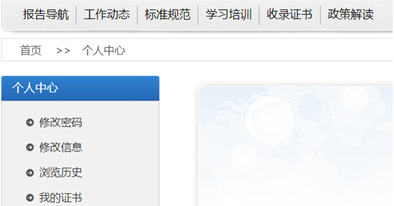 报告导航 工作动态 标准规范 学习培训 收录证书 政策解读
首页 >> 个人中心
个人中心
修改密码
修改信息
浏览历史
我的证书